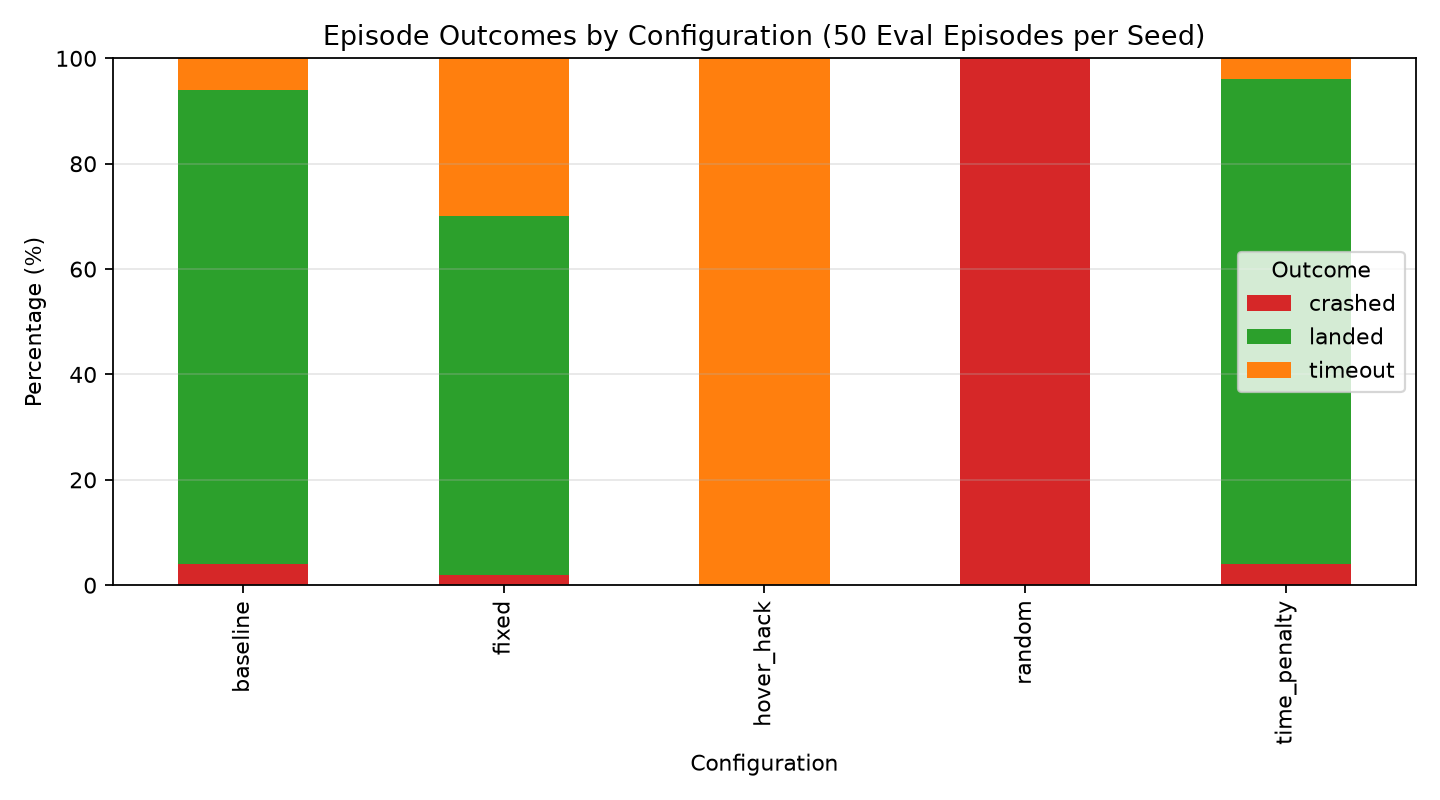 Episode Outcomes by Configuration (50 Eval Episodes per Seed)
Percentage (%)
100
80
60
40
20
0
Outcome
crashed
landed
timeout
baseline
fixed
hover_hack
random
time_penalty
Configuration